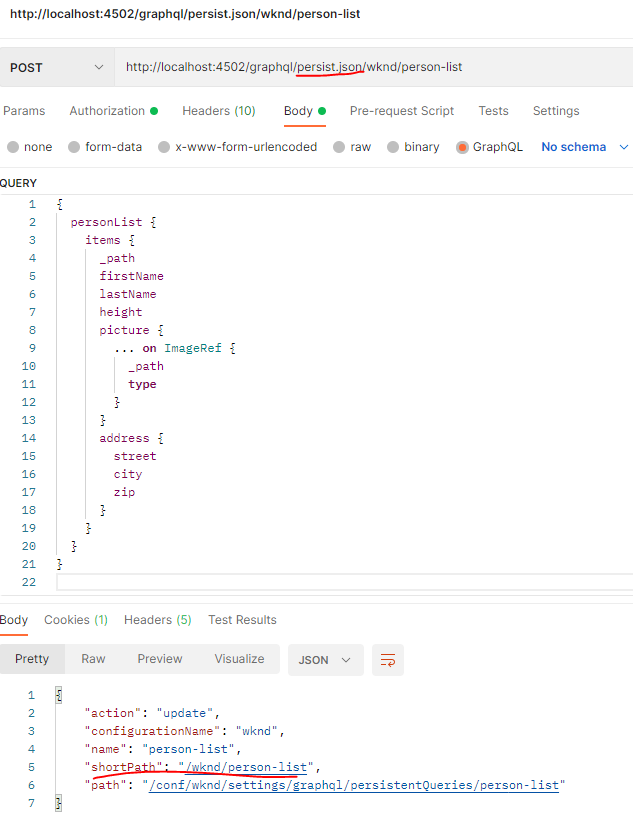 http://localhost:4502/graphql/persist.json/wknd/person-list
POST http://localhost:4502/graphql/persist.json/wknd/person-list
Params Authorization Headers (10) Body Pre-request Script Tests Settings
none form-data x-www-form-urlencoded raw binary GraphQL No schema
QUERY
1 {
2 personList {
3 items {
4 _path
5 firstName
6 lastName
7 height
8 picture {
9 ... on ImageRef {
10 _path
11 type
12 }
13 }
14 address {
15 street
16 city
17 zip
18 }
19 }
20 }
21 }
22
Body Cookies (1) Headers (5) Test Results
Pretty Raw Preview Visualize JSON
1 {
2 "action": "update",
3 "configurationName": "wknd",
4 "name": "person-list",
5 "shortPath": "/wknd/person-list",
6 "path": "/conf/wknd/settings/graphql/persistentQueries/person-list"
7 }